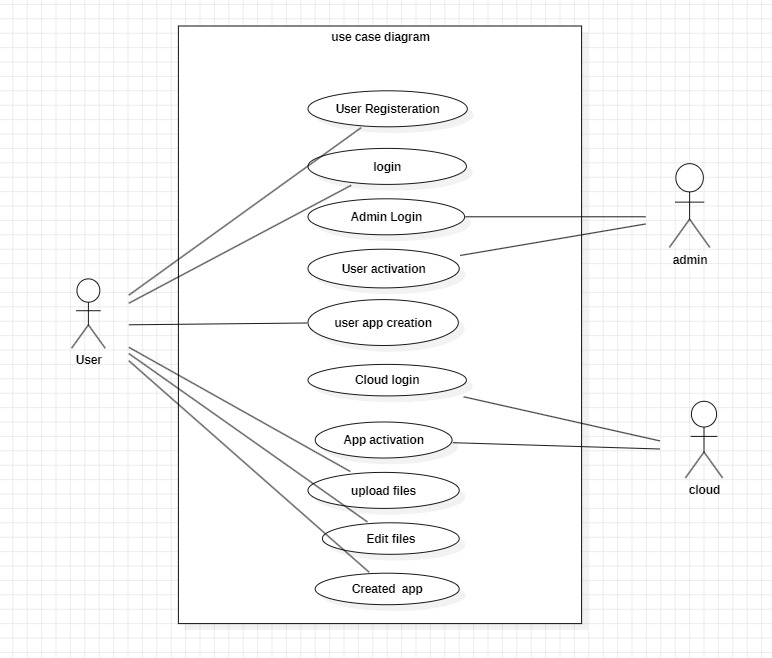 use case diagram
User Registeration
login
Admin Login
User activation
user app creation
Cloud login
App activation
upload files
Edit files
Created  app
User
admin
cloud